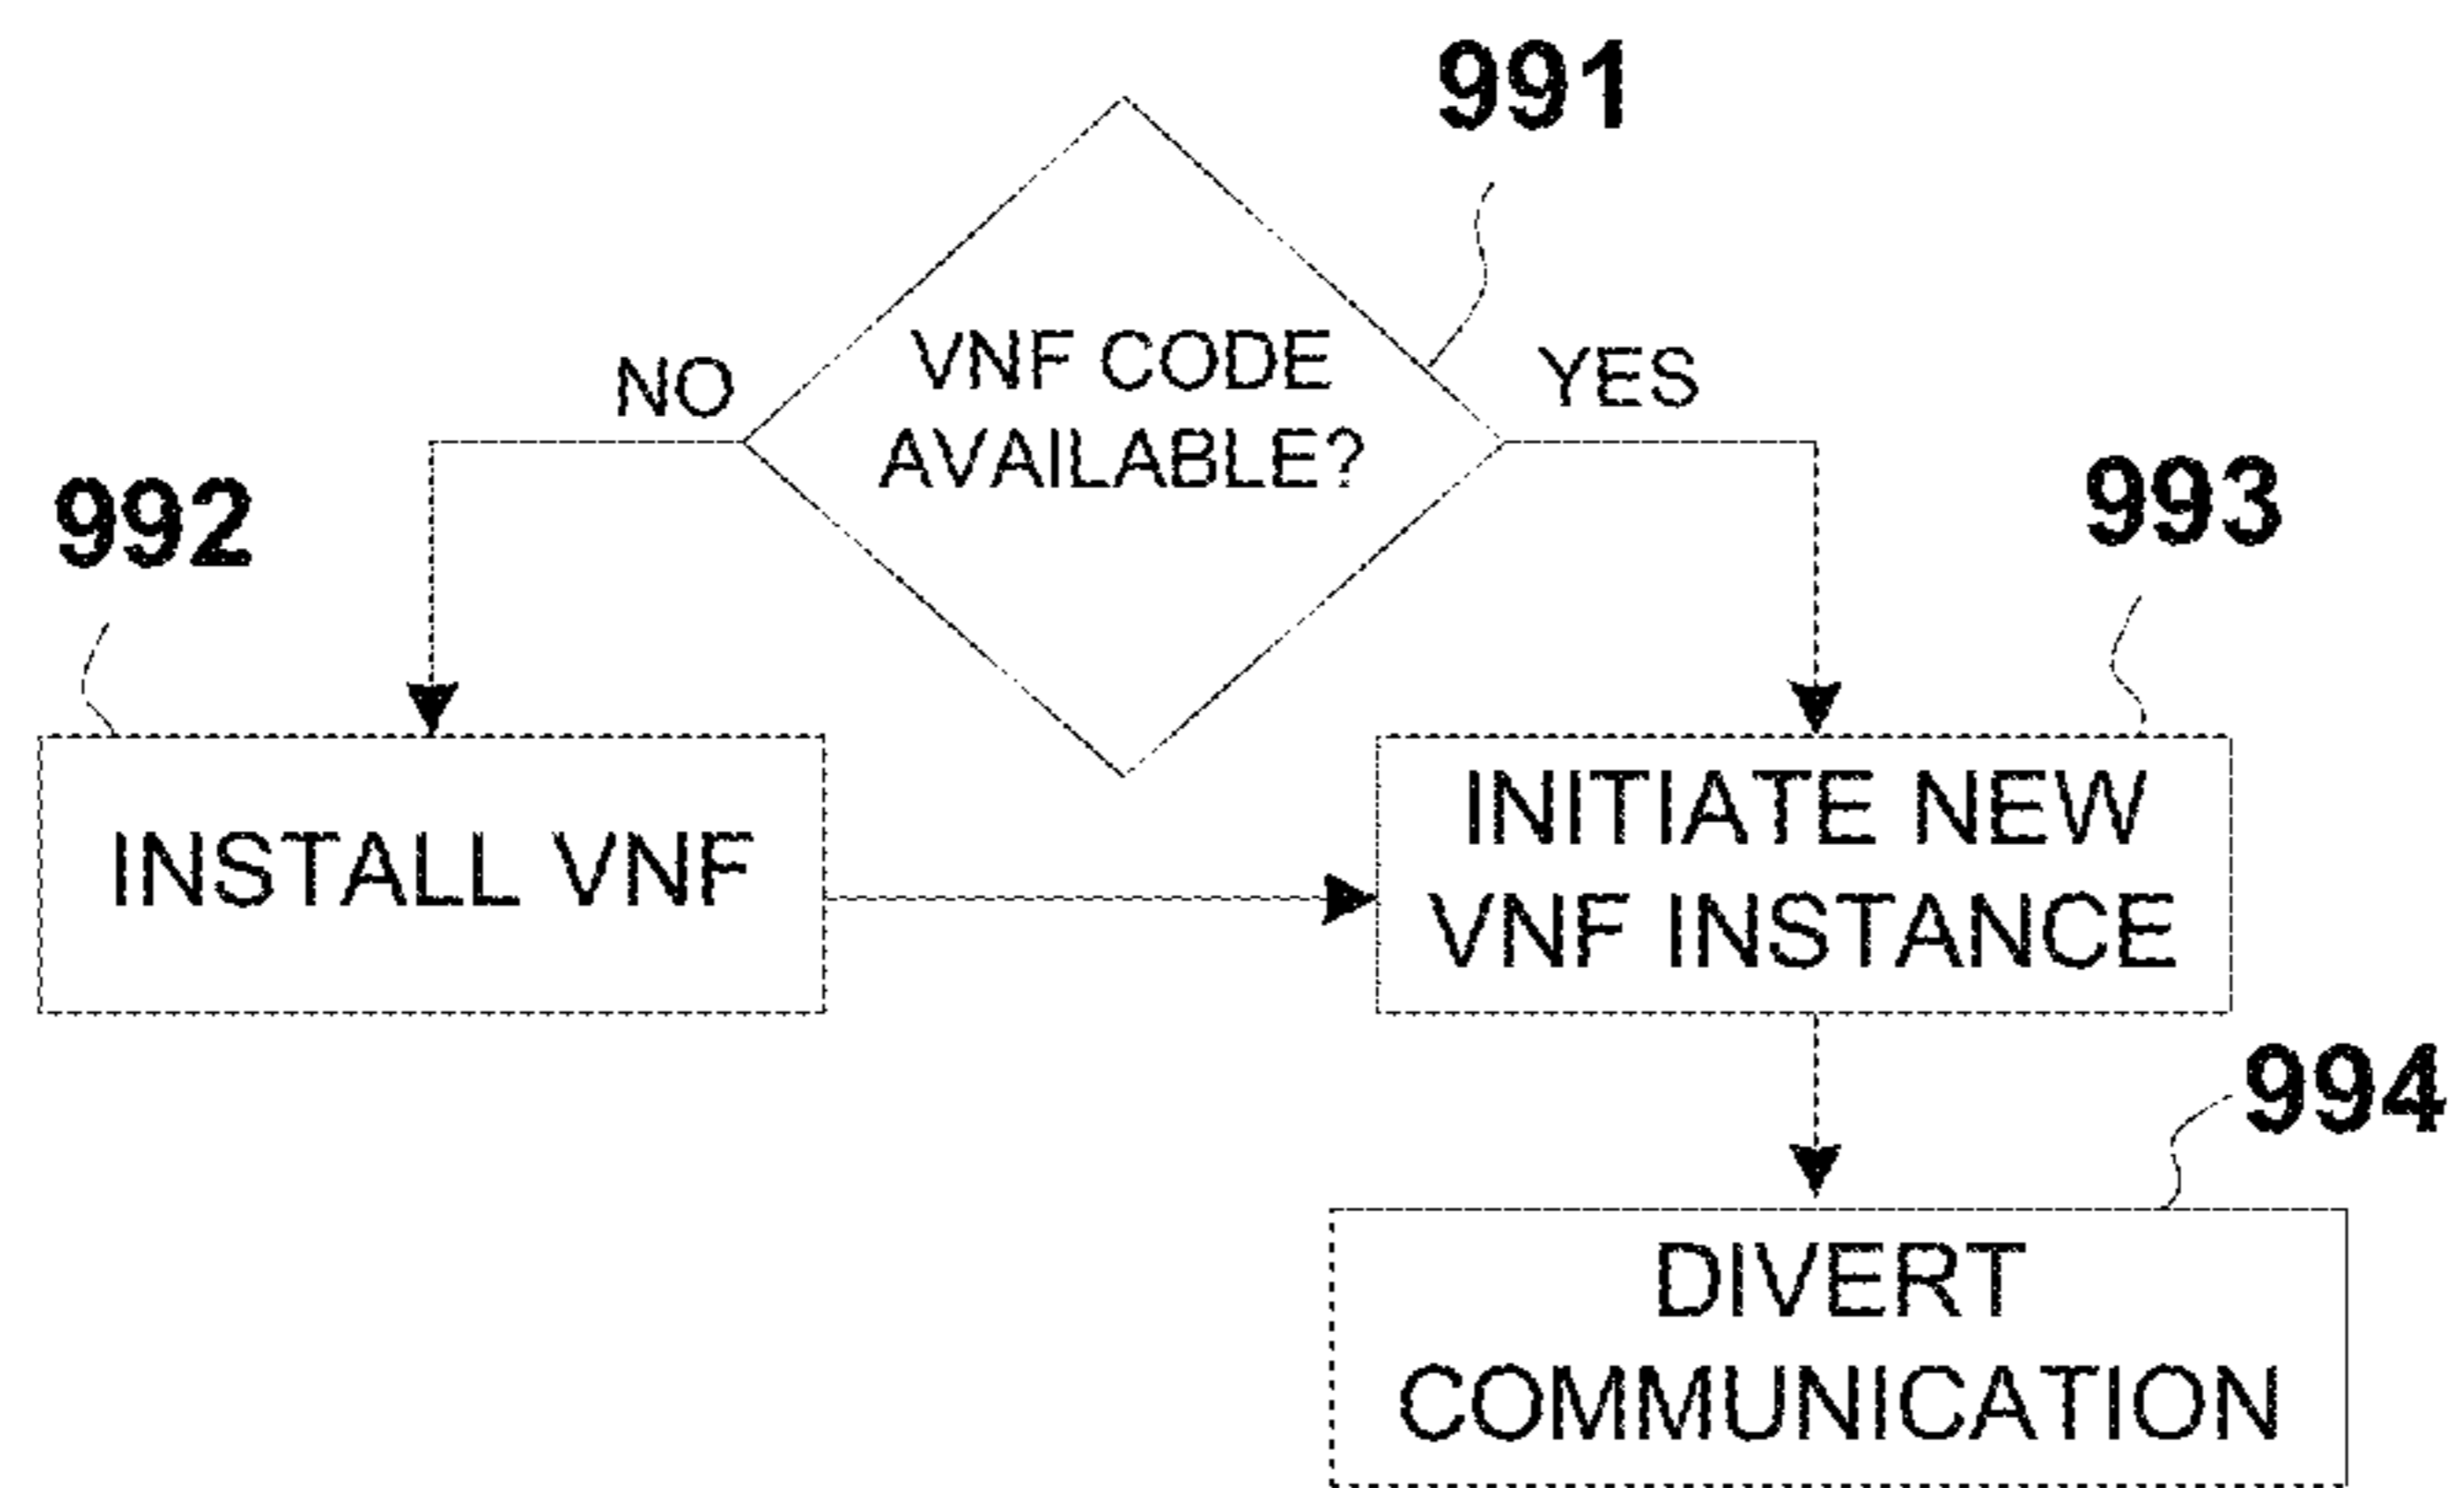 991
VNF CODE
AVAILABLE?
NO
YES
992
993
INSTALL VNF
INITIATE NEW
VNF INSTANCE
994
DIVERT
COMMUNICATION